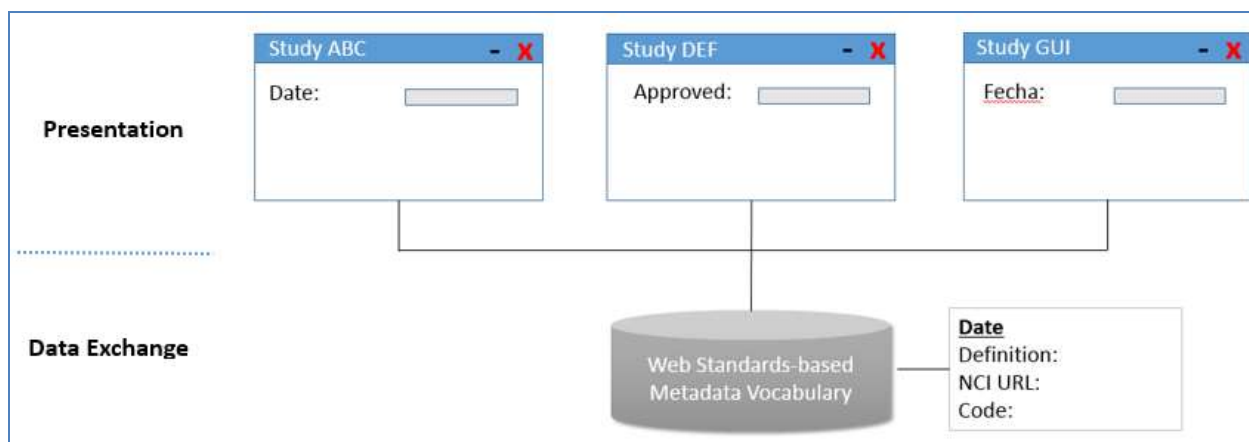 Study ABC - X
Study DEF - X
Study GUI - X
Date:
Approved:
Fecha:
Presentation
Data Exchange
Web Standards-based
Metadata Vocabulary
Date
Definition:
NCI URL:
Code: